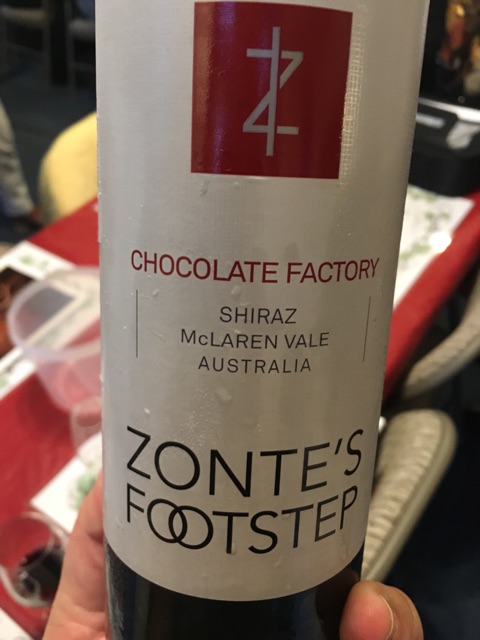 Z
CHOCOLATE FACTORY
SHIRAZ
McLAREN VALE
AUSTRALIA
ZONTE'S
FOOTSTEP